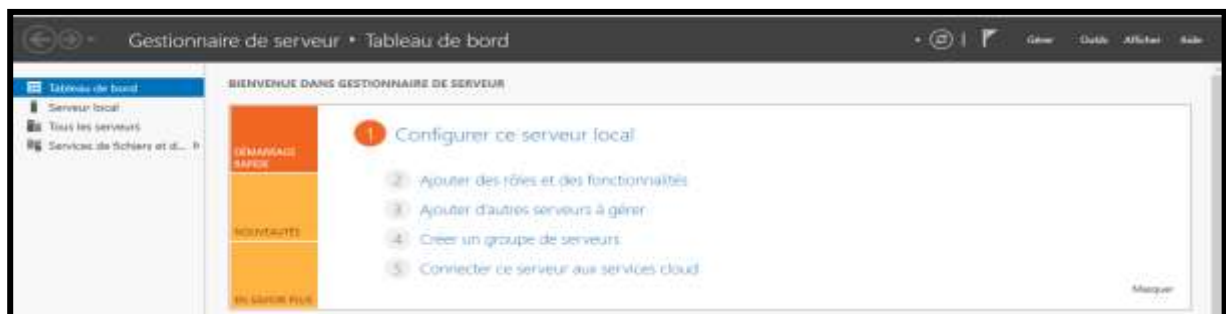 Gestionnaire de serveur • Tableau de bord
Gérer Outils Afficher Aide
Tableau de bord
Serveur local
Tous les serveurs
Services de fichiers et d...
BIENVENUE DANS GESTIONNAIRE DE SERVEUR
DÉMARRAGE
RAPIDE
NOUVEAUTÉS
EN SAVOIR PLUS
1 Configurer ce serveur local
2 Ajouter des rôles et des fonctionnalités
3 Ajouter d'autres serveurs à gérer
4 Créer un groupe de serveurs
5 Connecter ce serveur aux services cloud
Masquer